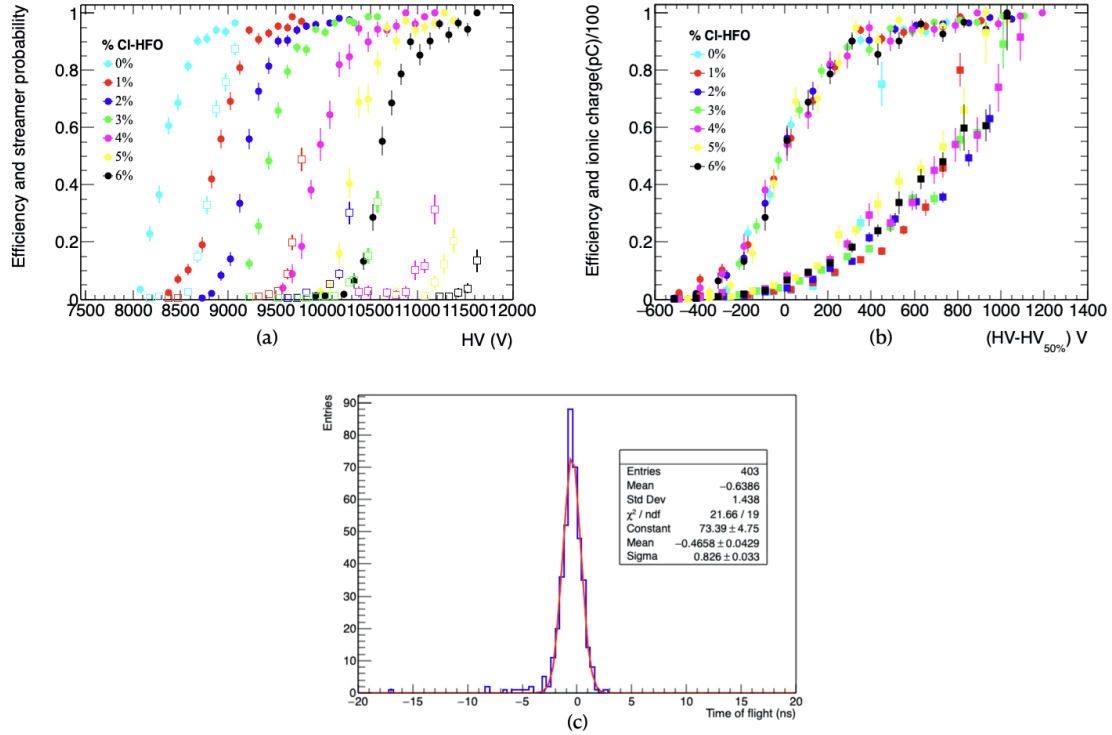 Efficiency and streamer probability
1
0.8
0.6
0.4
0.2
0
% Cl-HFO
0%
1%
2%
3%
4%
5%
6%
7500 8000 8500 9000 9500 10000 10500 11000 11500 12000
(a)
HV (V)
Efficiency and ionic charge(pC)/100
1
0.8
0.6
0.4
0.2
0
% Cl-HFO
0%
1%
2%
3%
4%
5%
6%
−600 −400 −200 0 200 400 600 800 1000 1200 1400
(b)
(HV-HV50%) V
Entries
90
80
70
60
50
40
30
20
10
0
Entries 403
Mean −0.6386
Std Dev 1.438
χ2 / ndf 21.66 / 19
Constant 73.39 ± 4.75
Mean −0.4658 ± 0.0429
Sigma 0.826 ± 0.033
−20 −15 −10 −5 0 5 10 15 20
Time of flight (ns)
(c)